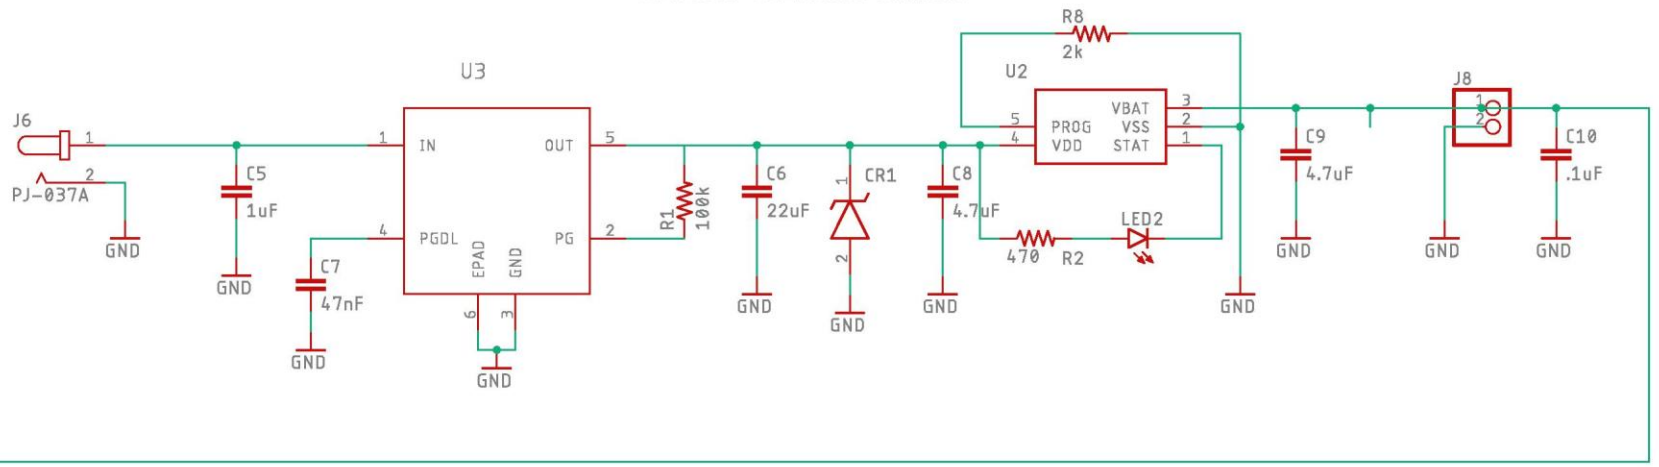 J6
1
2
PJ-037A
GND
C5
1uF
GND
C7
47nF
GND
U3
1
IN
OUT
5
4
PGDL
PG
2
EPAD
GND
6
3
GND
R1
100k
C6
22uF
GND
1
CR1
2
GND
C8
4.7uF
GND
R8
2k
U2
5
PROG
4
VDD
VBAT
3
VSS
2
STAT
1
470
R2
LED2
GND
C9
4.7uF
GND
J8
1
2
GND
C10
.1uF
GND